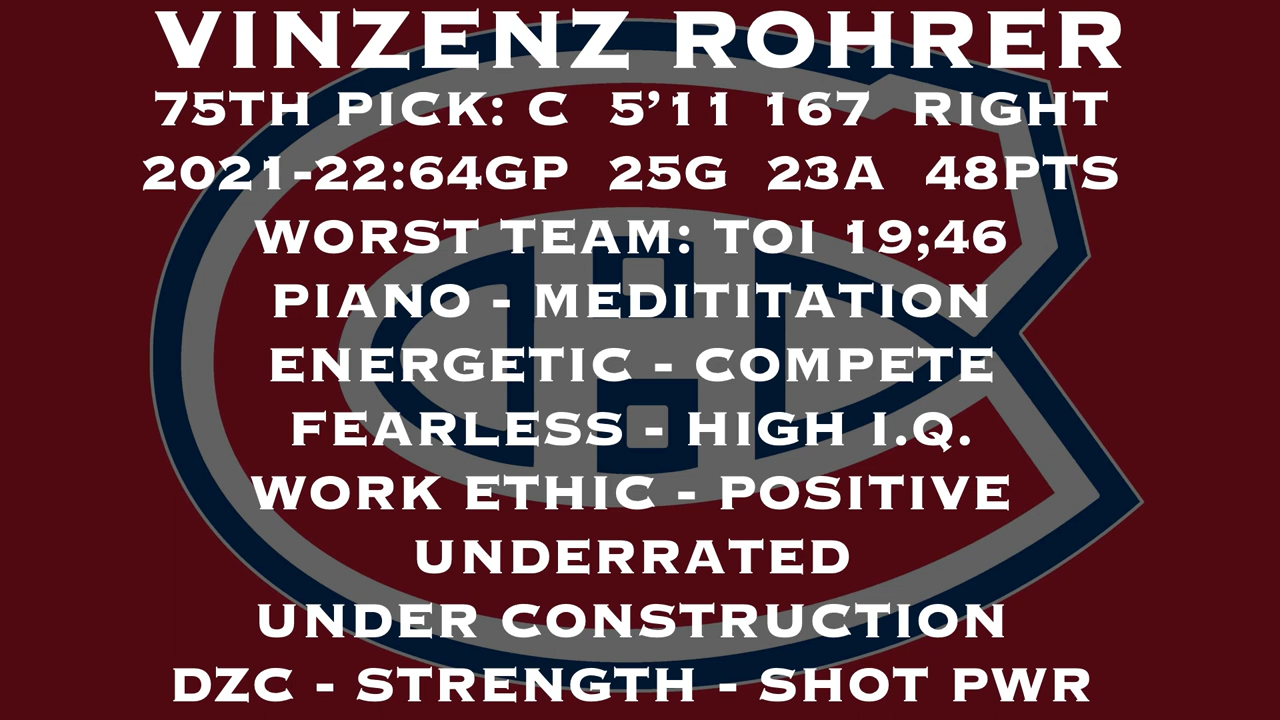 VINZENZ ROHRER
75TH PICK: C 5’11 167 RIGHT
2021-22:64GP 25G 23A 48PTS
WORST TEAM: TOI 19;46
PIANO - MEDITITATION
ENERGETIC - COMPETE
FEARLESS - HIGH I.Q.
WORK ETHIC - POSITIVE
UNDERRATED
UNDER CONSTRUCTION
DZC - STRENGTH - SHOT PWR